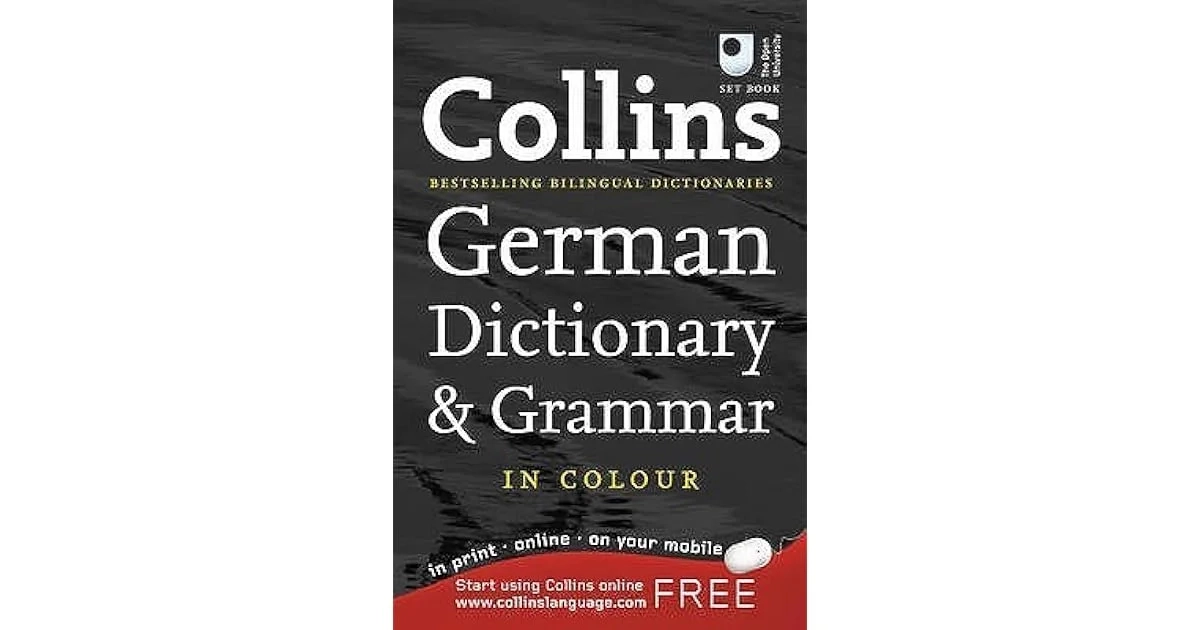 The Open
University
SET BOOK
Collins
BESTSELLING BILINGUAL DICTIONARIES
German
Dictionary
& Grammar
IN COLOUR
in print · online · on your mobile
Start using Collins online
www.collinslanguage.com FREE